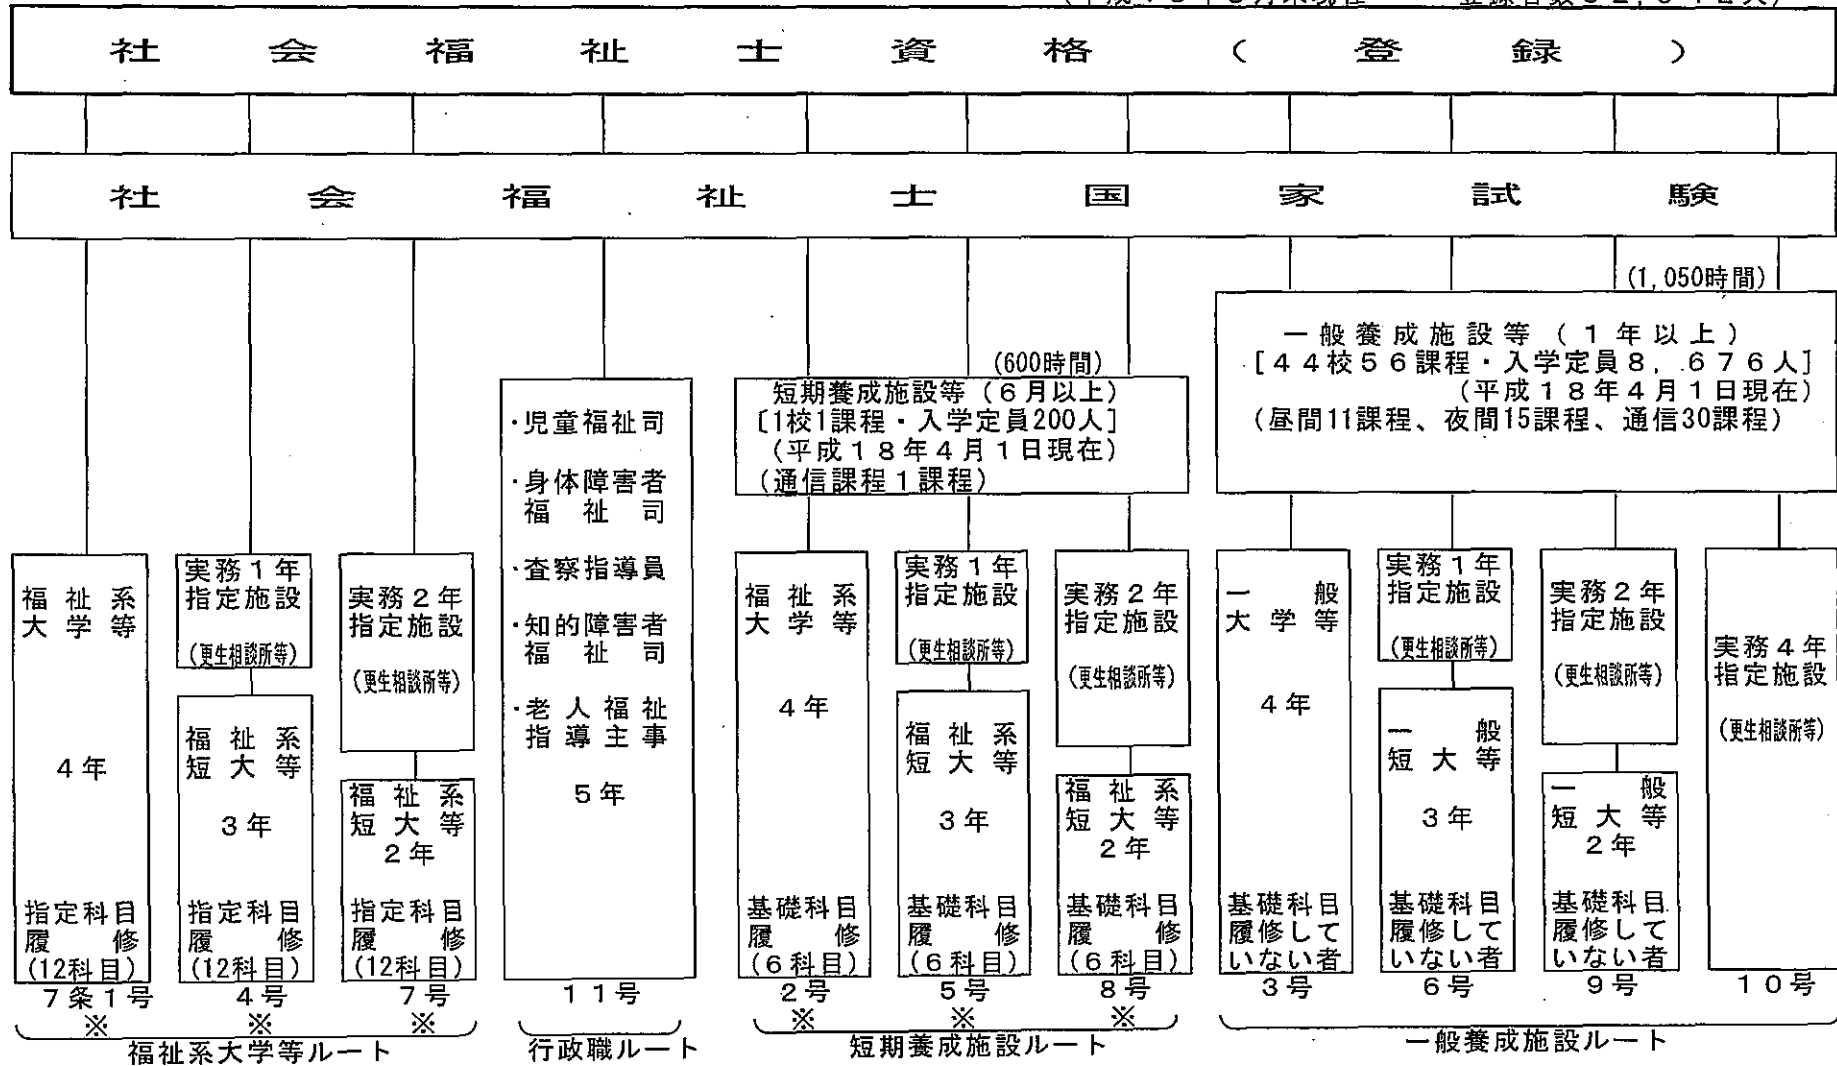 社会福祉士資格(登録)
社会福祉士国家試験
(1,050時間)
一般養成施設等(1年以上)
[44校56課程・入学定員8,676人]
(平成18年4月1日現在)
(昼間11課程、夜間15課程、通信30課程)
(600時間)
短期養成施設等(6月以上)
[1校1課程・入学定員200人]
(平成18年4月1日現在)
(通信課程1課程)
福祉系
大学等
4年
指定科目
履修
(12科目)
7条1号
※
実務1年
指定施設
(更生相談所等)
福祉系
短大等
3年
指定科目
履修
(12科目)
4号
※
実務2年
指定施設
(更生相談所等)
福祉系
短大等
2年
指定科目
履修
(12科目)
7号
※
福祉系大学等ルート
・児童福祉司
・身体障害者
福祉司
・査察指導員
・知的障害者
福祉司
・老人福祉
指導主事
5年
11号
行政職ルート
福祉系
大学等
4年
基礎科目
履修
(6科目)
2号
※
実務1年
指定施設
(更生相談所等)
福祉系
短大等
3年
基礎科目
履修
(6科目)
5号
※
実務2年
指定施設
(更生相談所等)
福祉系
短大等
2年
基礎科目
履修
(6科目)
8号
※
短期養成施設ルート
一般
大学等
4年
基礎科目
履修して
いない者
3号
実務1年
指定施設
(更生相談所等)
一般
短大等
3年
基礎科目
履修して
いない者
6号
実務2年
指定施設
(更生相談所等)
一般
短大等
2年
基礎科目
履修して
いない者
9号
実務4年
指定施設
(更生相談所等)
10号
一般養成施設ルート